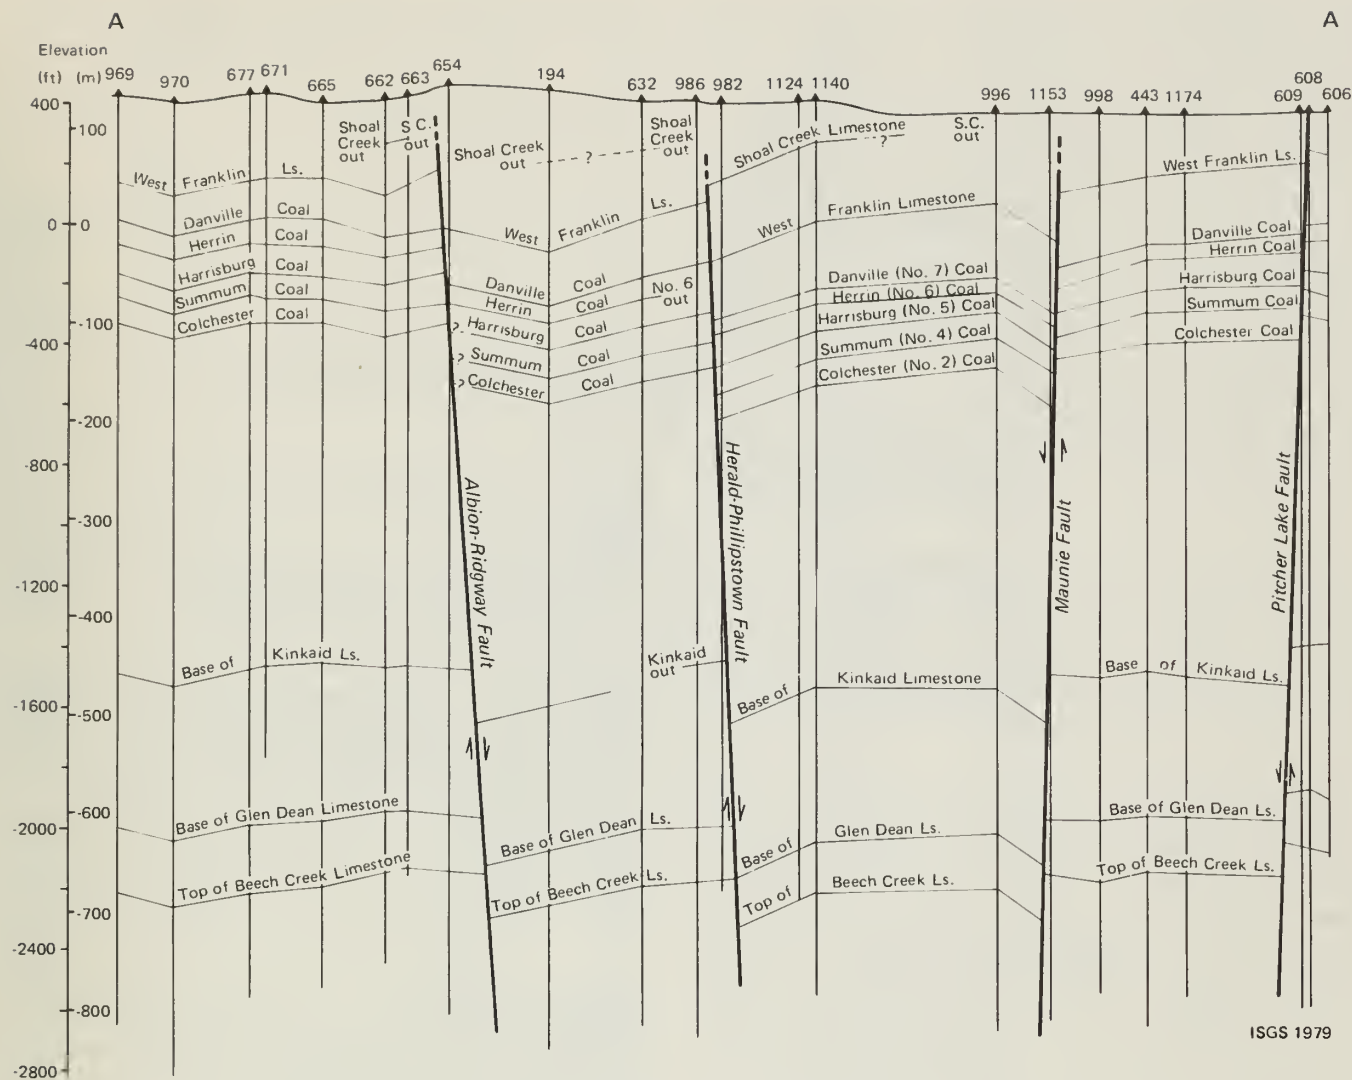 A A
Elevation
(ft) (m)
969 970 677 671 665 662 663 654 194 632 986 982 1124 1140 996 1153 998 443 1174 609 608 606
400
100
0 0
-100
-400
-200
-800
-300
-1200
-400
-1600
-500
-600
-2000
-700
-2400
-800
-2800
Shoal
Creek
out
S.C.
out
Shoal Creek
out
?
Shoal
Creek
out
Shoal Creek Limestone
?
S.C.
out
West Franklin Ls.
West Franklin Ls.
West Franklin Limestone
West Franklin Ls.
Danville Coal
Herrin Coal
Harrisburg Coal
Summum Coal
Colchester Coal
Danville Coal
Herrin Coal
No. 6
out
? Harrisburg Coal
? Summum Coal
? Colchester Coal
Danville (No. 7) Coal
Herrin (No. 6) Coal
Harrisburg (No. 5) Coal
Summum (No. 4) Coal
Colchester (No. 2) Coal
Danville Coal
Herrin Coal
Harrisburg Coal
Summum Coal
Colchester Coal
Albion-Ridgway Fault
Herald-Phillipstown Fault
Maunie Fault
Pitcher Lake Fault
Base of Kinkaid Ls.
Kinkaid
out
Base of Kinkaid Limestone
Base of Kinkaid Ls.
Base of Glen Dean Limestone
Base of Glen Dean Ls.
Base of Glen Dean Ls.
Base of Glen Dean Ls.
Top of Beech Creek Limestone
Top of Beech Creek Ls.
Top of Beech Creek Ls.
Top of Beech Creek Ls.
ISGS 1979